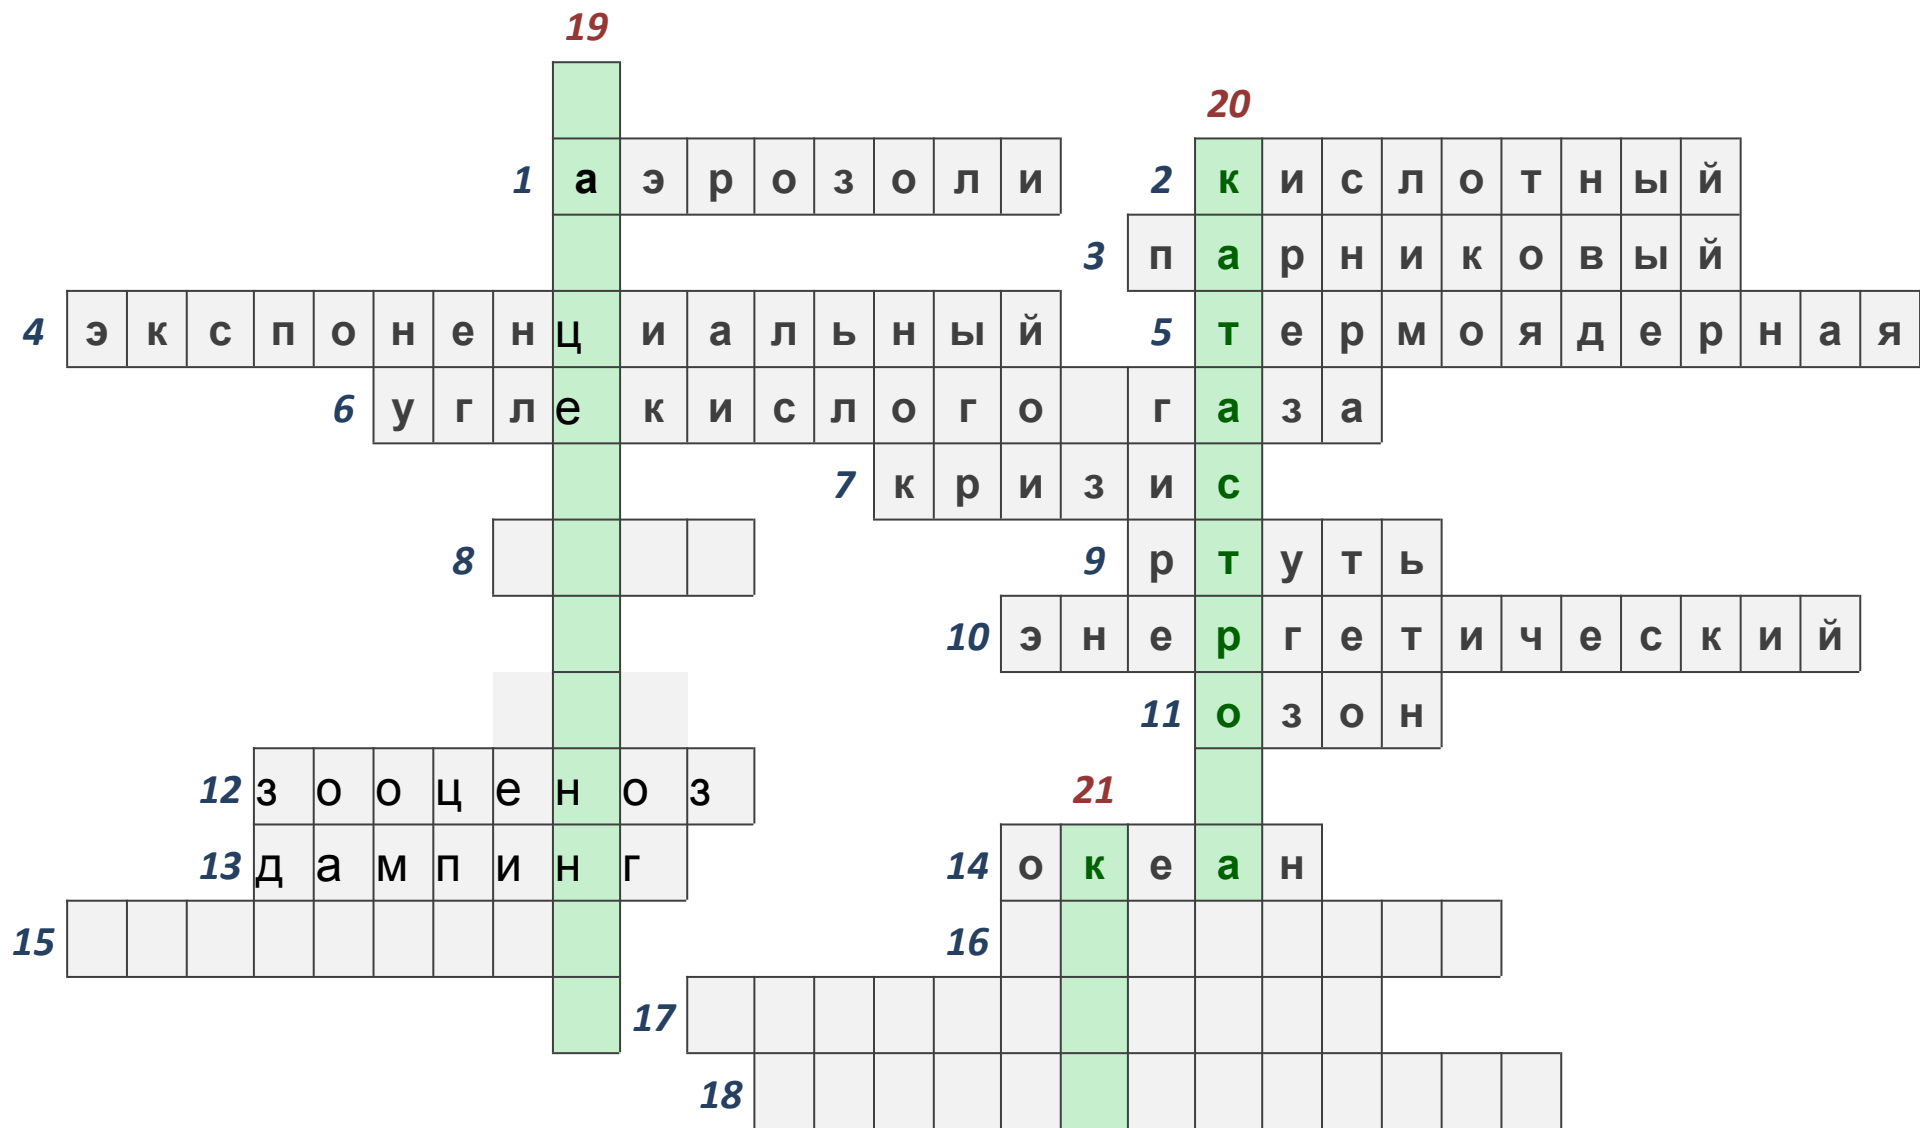 19
20
1 аэрозоли 2 кислотный
3 парниковый
4 экспоненциальный 5 термоядерная
6 углекислого газа
7 кризис
8 9 ртуть
10 энергетический
11 озон
12 зооценоз 21
13 дампинг 14 океан
15 16
17
18